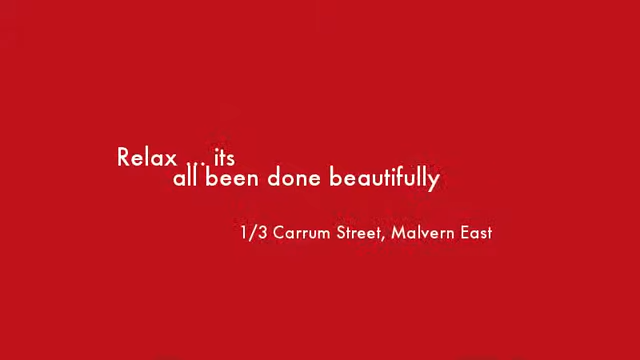 Relax ... its
all been done beautifully
1/3 Carrum Street, Malvern East